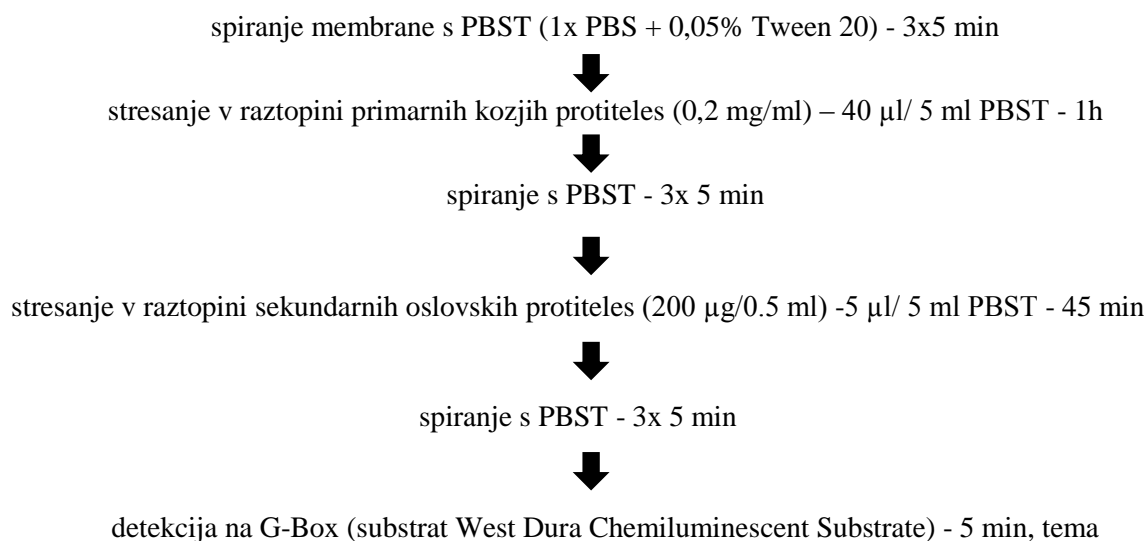 spiranje membrane s PBST (1x PBS + 0,05% Tween 20) - 3x5 min
stresanje v raztopini primarnih kozjih protiteles (0,2 mg/ml) – 40 µl/ 5 ml PBST - 1h
spiranje s PBST - 3x 5 min
stresanje v raztopini sekundarnih oslovskih protiteles (200 µg/0.5 ml) -5 µl/ 5 ml PBST - 45 min
spiranje s PBST - 3x 5 min
detekcija na G-Box (substrat West Dura Chemiluminescent Substrate) - 5 min, tema